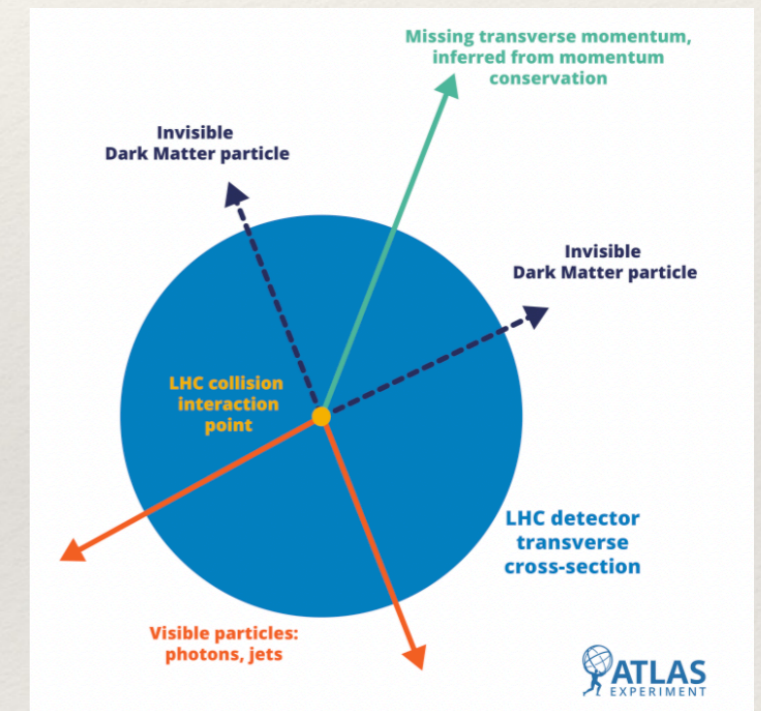 Missing transverse momentum,
inferred from momentum
conservation
Invisible
Dark Matter particle
Invisible
Dark Matter particle
LHC collision
interaction
point
LHC detector
transverse
cross-section
Visible particles:
photons, jets
ATLAS
EXPERIMENT